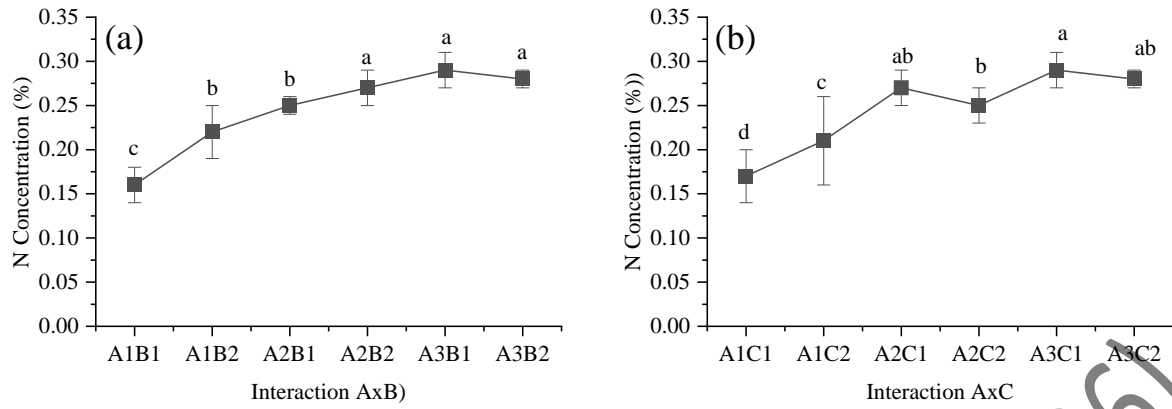 (a)
N Concentration (%)
0.35
0.30
0.25
0.20
0.15
0.10
0.05
0.00
c
b
b
a
a
a
A1B1 A1B2 A2B1 A2B2 A3B1 A3B2
Interaction AxB)
(b)
N Concentration (%))
0.35
0.30
0.25
0.20
0.15
0.10
0.05
0.00
d
c
ab
b
a
ab
A1C1 A1C2 A2C1 A2C2 A3C1 A3C2
Interaction AxC